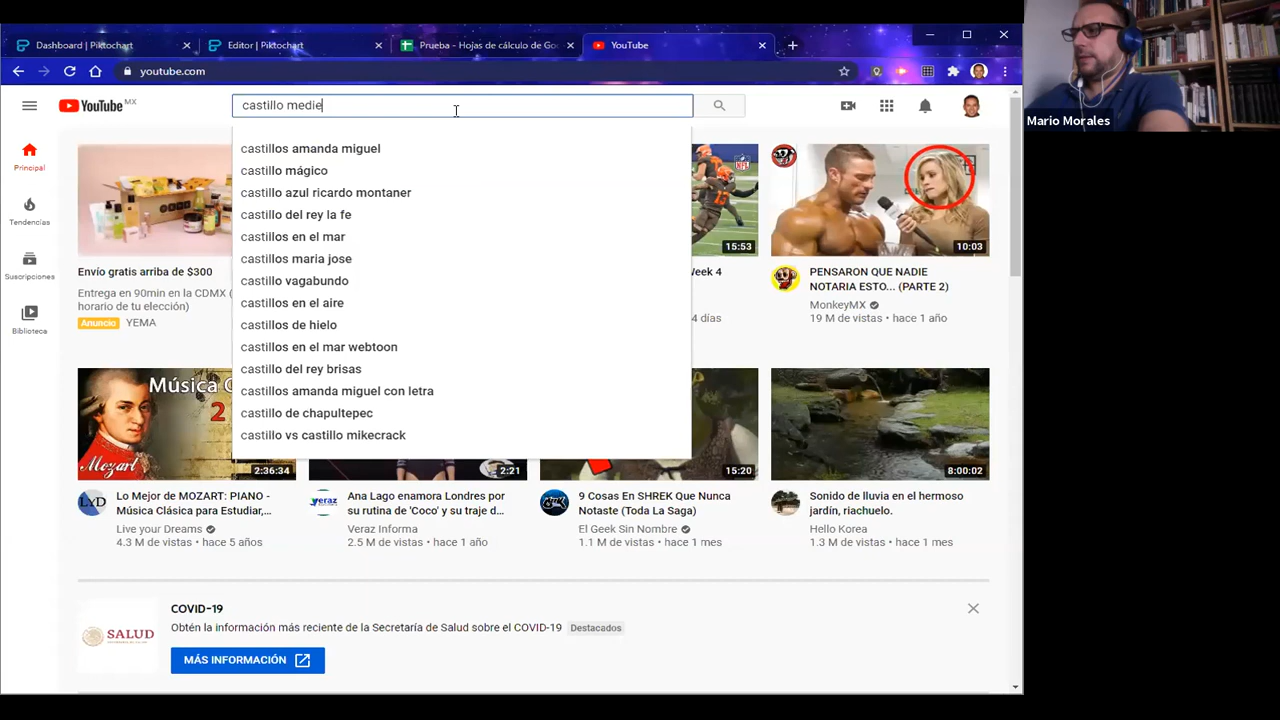 Dashboard | Piktochart
Editor | Piktochart
Prueba - Hojas de cálculo de Go
YouTube
youtube.com
YouTube MX
castillo medie
Mario Morales
castillos amanda miguel
castillo mágico
castillo azul ricardo montaner
castillo del rey la fe
castillos en el mar
castillos maria jose
castillo vagabundo
castillos en el aire
castillos de hielo
castillos en el mar webtoon
castillo del rey brisas
castillos amanda miguel con letra
castillo de chapultepec
castillo vs castillo mikecrack
Principal
Tendencias
Suscripciones
Biblioteca
Envío gratis arriba de $300
Entrega en 90min en la CDMX (
horario de tu elección)
Anuncio YEMA
NFL
13
15:53
Week 4
4 días
10:03
PENSARON QUE NADIE
NOTARIA ESTO... (PARTE 2)
MonkeyMX
19 M de vistas • hace 1 año
Música C
2
Mozart
2:36:34
LXD
Lo Mejor de MOZART: PIANO -
Música Clásica para Estudiar,...
Live your Dreams
4.3 M de vistas • hace 5 años
2:21
veraz
Ana Lago enamora Londres por
su rutina de 'Coco' y su traje d...
Veraz Informa
2.5 M de vistas • hace 1 año
15:20
9 Cosas En SHREK Que Nunca
Notaste (Toda La Saga)
El Geek Sin Nombre
1.1 M de vistas • hace 1 mes
8:00:02
Sonido de lluvia en el hermoso
jardín, riachuelo.
Hello Korea
1.3 M de vistas • hace 1 mes
SALUD
COVID-19
Obtén la información más reciente de la Secretaría de Salud sobre el COVID-19 Destacados
MÁS INFORMACIÓN